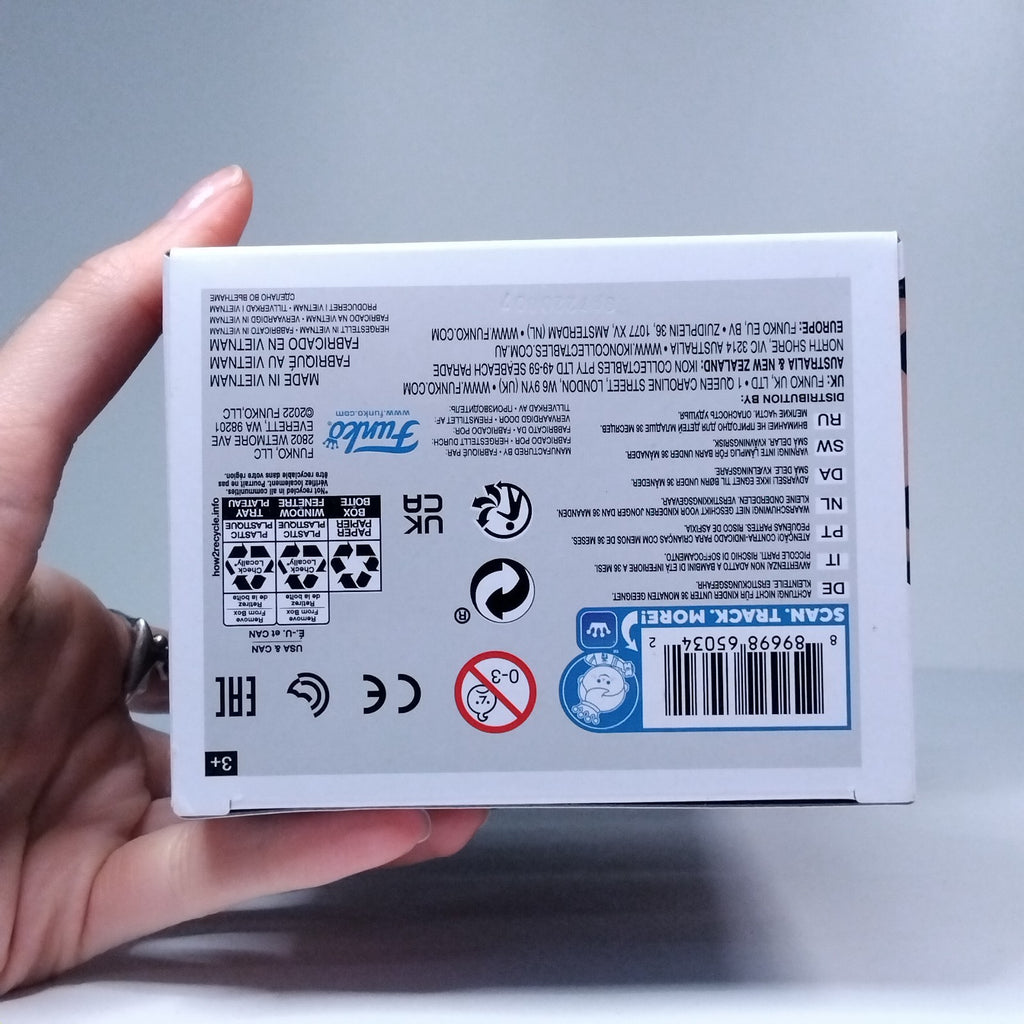 3+
8 89698 65034 2
SCAN. TRACK. MORE!
™
0-3
CE
EAC
USA & CAN
É.-U. et CAN
Remove From Box
Retirez de la boîte
Remove From Box
Retirez de la boîte
Check Locally*
Check Locally*
PAPER
PAPIER
PLASTIC
PLASTIQUE
PLASTIC
PLASTIQUE
BOX
BOÎTE
WINDOW
FENÊTRE
TRAY
PLATEAU
how2recycle.info
*Not recycled in all communities.
Vérifiez localement. Pourrait ne pas
être recyclable dans votre région.
®
UK
CA
DE ACHTUNG! NICHT FÜR KINDER UNTER 36 MONATEN GEEIGNET.
KLEINTEILE. ERSTICKUNGSGEFAHR.
IT AVVERTENZA! NON ADATTO A BAMBINI DI ETÀ INFERIORE A 36 MESI.
PICCOLE PARTI. RISCHIO DI SOFFOCAMENTO.
PT ATENÇÃO! CONTRA-INDICADO PARA CRIANÇAS COM MENOS DE 36 MESES.
PEQUENAS PARTES. RISCO DE ASFIXIA.
NL WAARSCHUWING! NIET GESCHIKT VOOR KINDEREN JONGER DAN 36 MAANDEN.
KLEINE ONDERDELEN. VERSTIKKINGSGEVAAR.
DA ADVARSEL! IKKE EGNET TIL BØRN UNDER 36 MÅNEDER.
SMÅ DELE. KVÆLNINGSFARE.
SW VARNING! INTE LÄMPLIG FÖR BARN UNDER 36 MÅNADER.
SMÅ DELAR. KVÄVNINGSRISK.
RU ВНИМАНИЕ! НЕ ПРИГОДНО ДЛЯ ДЕТЕЙ МЛАДШЕ 36 МЕСЯЦЕВ.
МЕЛКИЕ ЧАСТИ. ОПАСНОСТЬ УДУШЬЯ.
MANUFACTURED BY • FABRIQUÉ PAR:
FABRICADO POR • HERGESTELLT DURCH:
FABBRICATO DA • FABRICADO POR:
VERVAARDIGD DOOR • FREMSTILLET AF:
TILLVERKAD AV • ПРОИЗВОДИТЕЛЬ:
Funko
www.funko.com
FUNKO, LLC
2802 WETMORE AVE
EVERETT, WA 98201
©2022 FUNKO,LLC
DISTRIBUTION BY:
UK: FUNKO UK, LTD • 1 QUEEN CAROLINE STREET, LONDON, W6 9YN (UK) • WWW.FUNKO.COM
AUSTRALIA & NEW ZEALAND: IKON COLLECTABLES PTY LTD 49-59 SEABEACH PARADE
NORTH SHORE, VIC 3214 AUSTRALIA • WWW.IKONCOLLECTABLES.COM.AU
EUROPE: FUNKO EU, BV • ZUIDPLEIN 36, 1077 XV, AMSTERDAM (NL) • WWW.FUNKO.COM
MADE IN VIETNAM
FABRIQUÉ AU VIETNAM
FABRICADO EN VIETNAM
HERGESTELLT IN VIETNAM • FABBRICATO IN VIETNAM
FABRICADO NA VIETNAM • VERVAARDIGD IN VIETNAM
PRODUCERET I VIETNAM • TILLVERKAD I VIETNAM
СДЕЛАНО ВО ВЬЕТНАМЕ